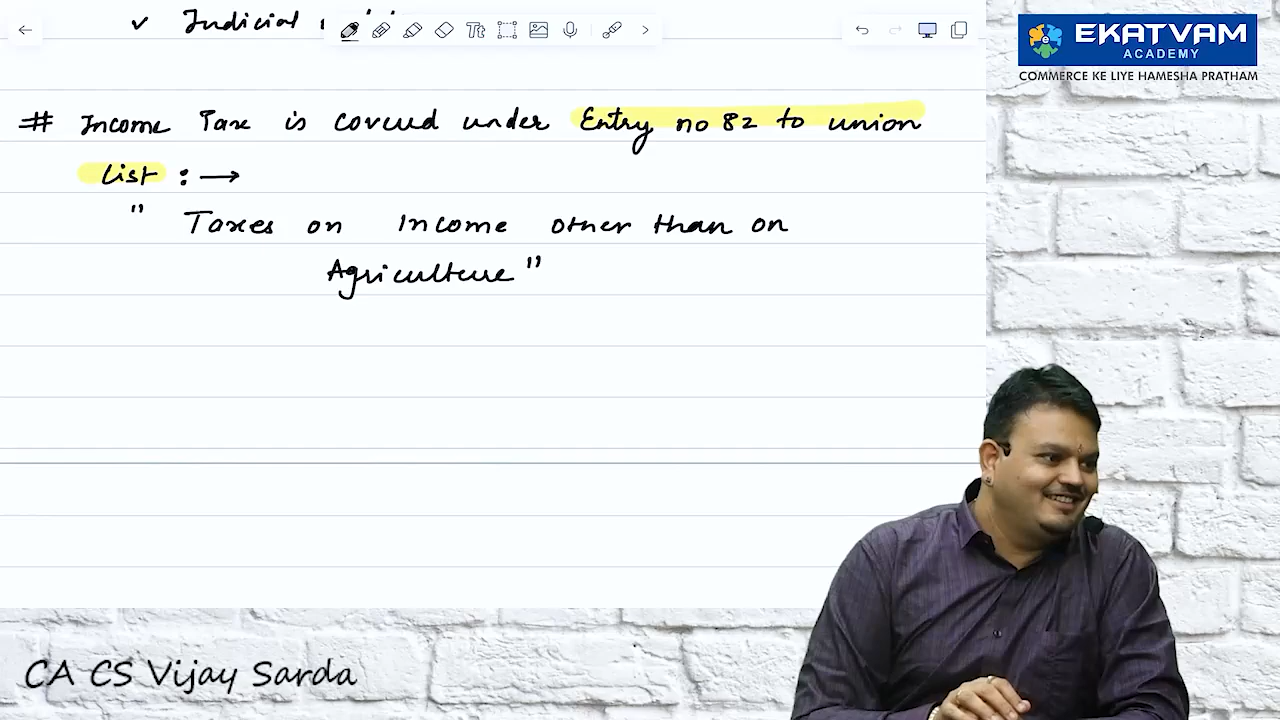 ✓ Judicial
Tt
EKATVAM
ACADEMY
COMMERCE KE LIYE HAMESHA PRATHAM
# Income Tax is covered under Entry no 82 to union
list :→
" Taxes on Income other than on
Agriculture "
CA CS Vijay Sarda